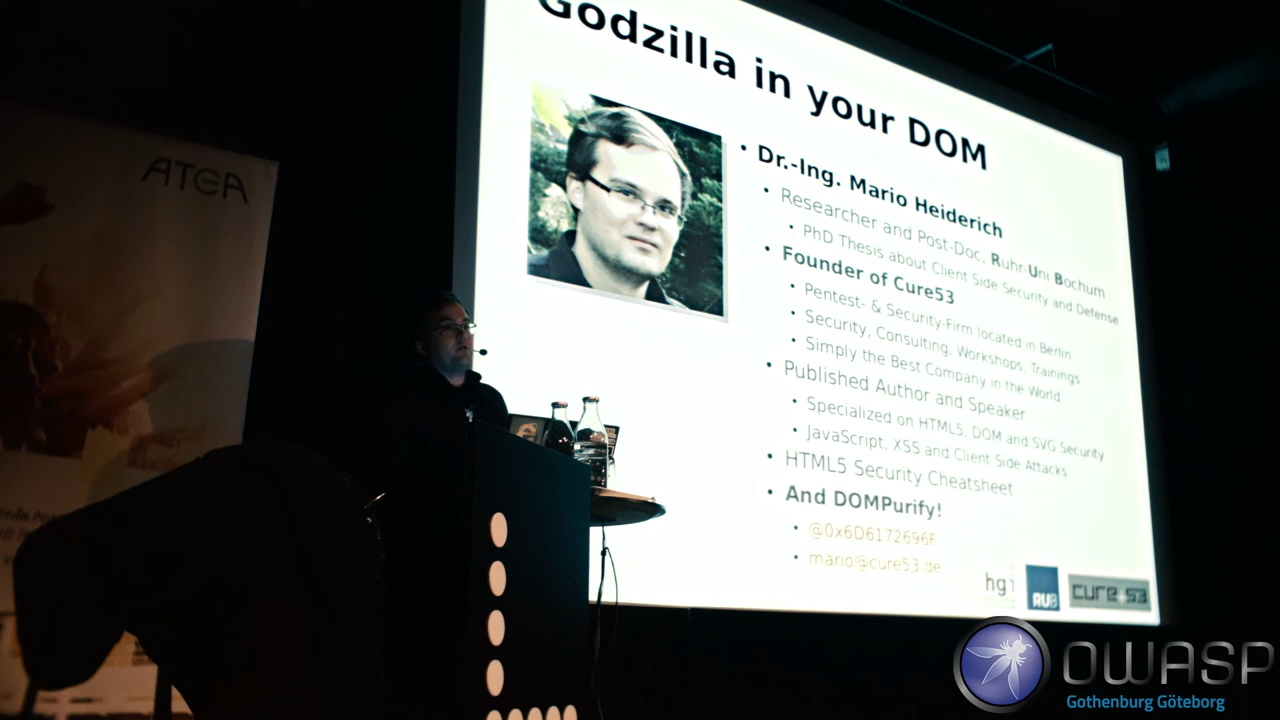 Godzilla in your DOM
ATEA
• Dr.-Ing. Mario Heiderich
• Researcher and Post-Doc, Ruhr-Uni Bochum
• PhD Thesis about Client Side Security and Defense
• Founder of Cure53
• Pentest- & Security-Firm located in Berlin
• Security, Consulting, Workshops, Trainings
• Simply the Best Company in the World
• Published Author and Speaker
• Specialized on HTML5, DOM and SVG Security
• JavaScript, XSS and Client Side Attacks
• HTML5 Security Cheatsheet
• And DOMPurify!
• @0x6D6172696F
• mario@cure53.de
hgi
RUB
CURE+53
OWASP
Gothenburg Göteborg